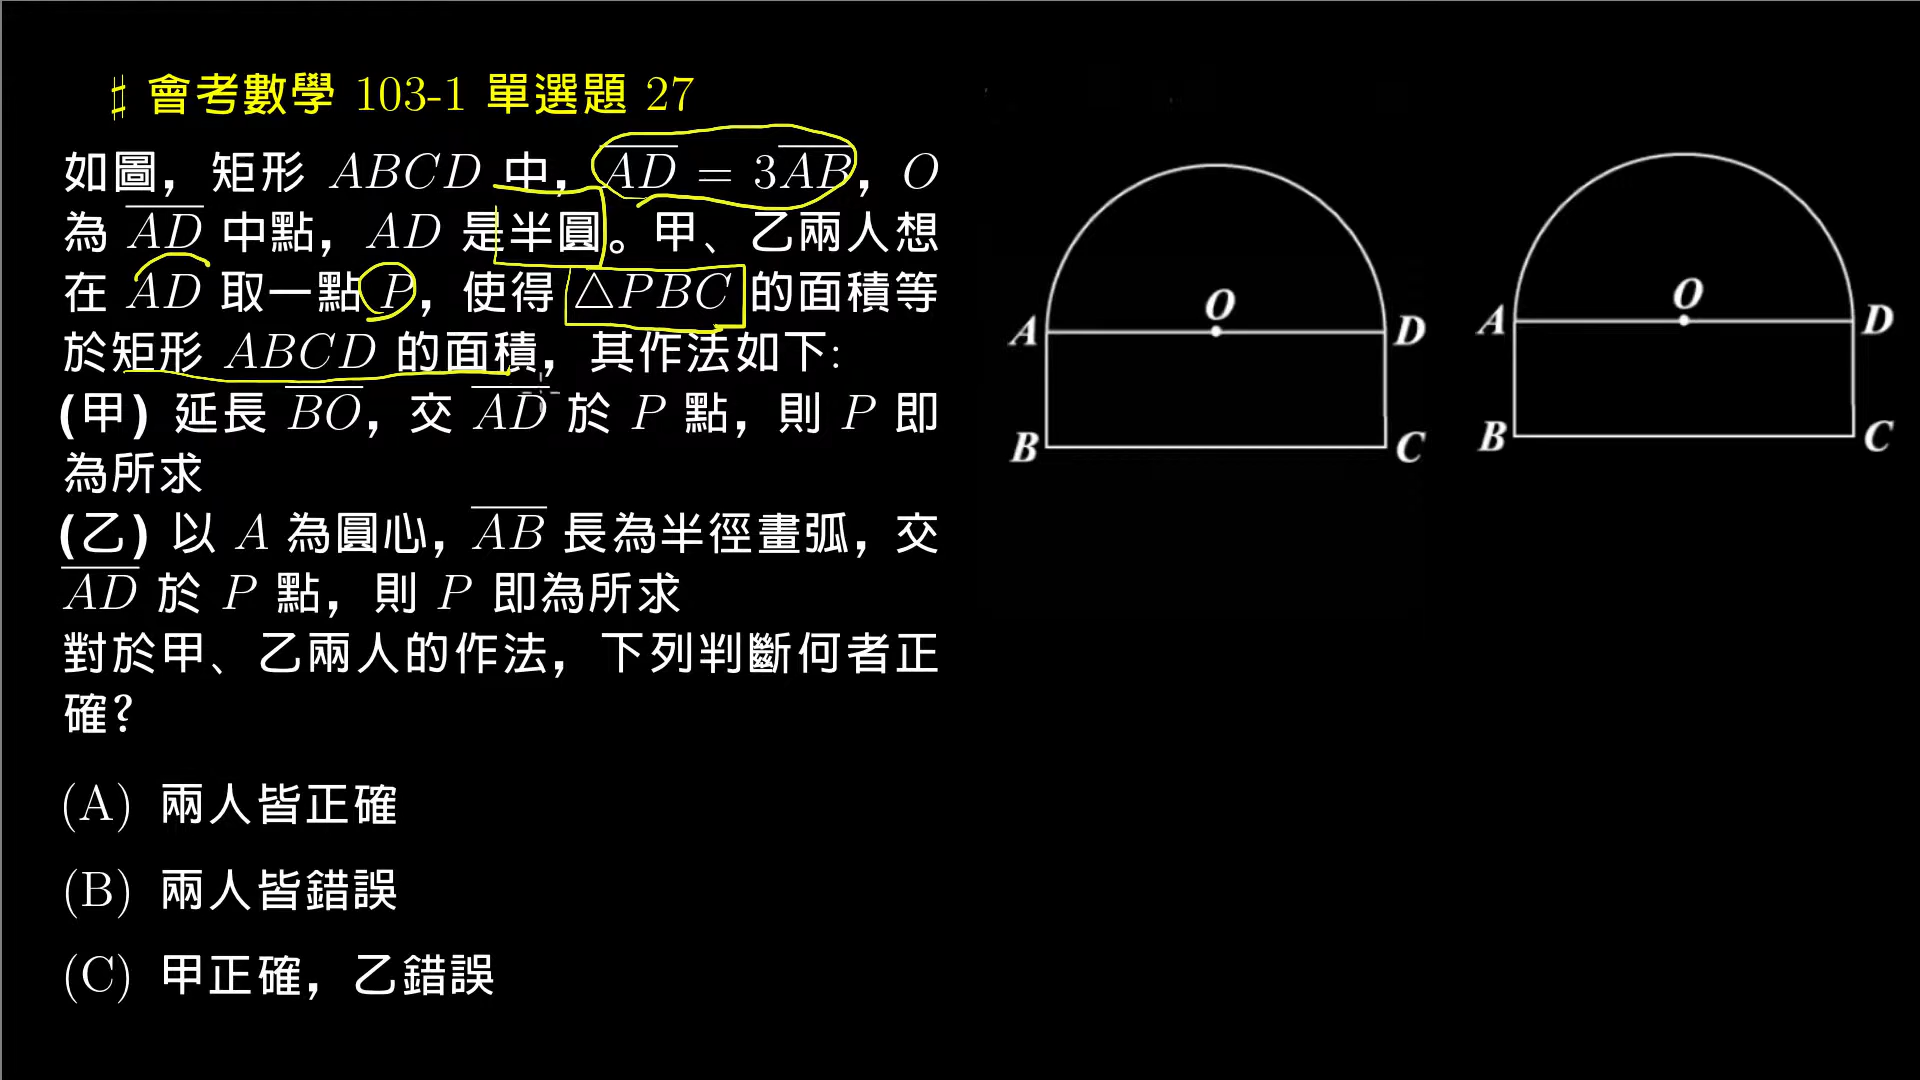 ♯ 會考數學 103-1 單選題 27
如圖，矩形 ABCD 中，AD = 3AB，O
為 AD 中點，AD 是半圓。甲、乙兩人想
在 AD 取一點 P，使得 △PBC 的面積等
於矩形 ABCD 的面積，其作法如下:
(甲) 延長 BO，交 AD 於 P 點，則 P 即
為所求
(乙) 以 A 為圓心，AB 長為半徑畫弧，交
AD 於 P 點，則 P 即為所求
對於甲、乙兩人的作法，下列判斷何者正
確?
(A) 兩人皆正確
(B) 兩人皆錯誤
(C) 甲正確，乙錯誤
O
A D
B C
O
A D
B C